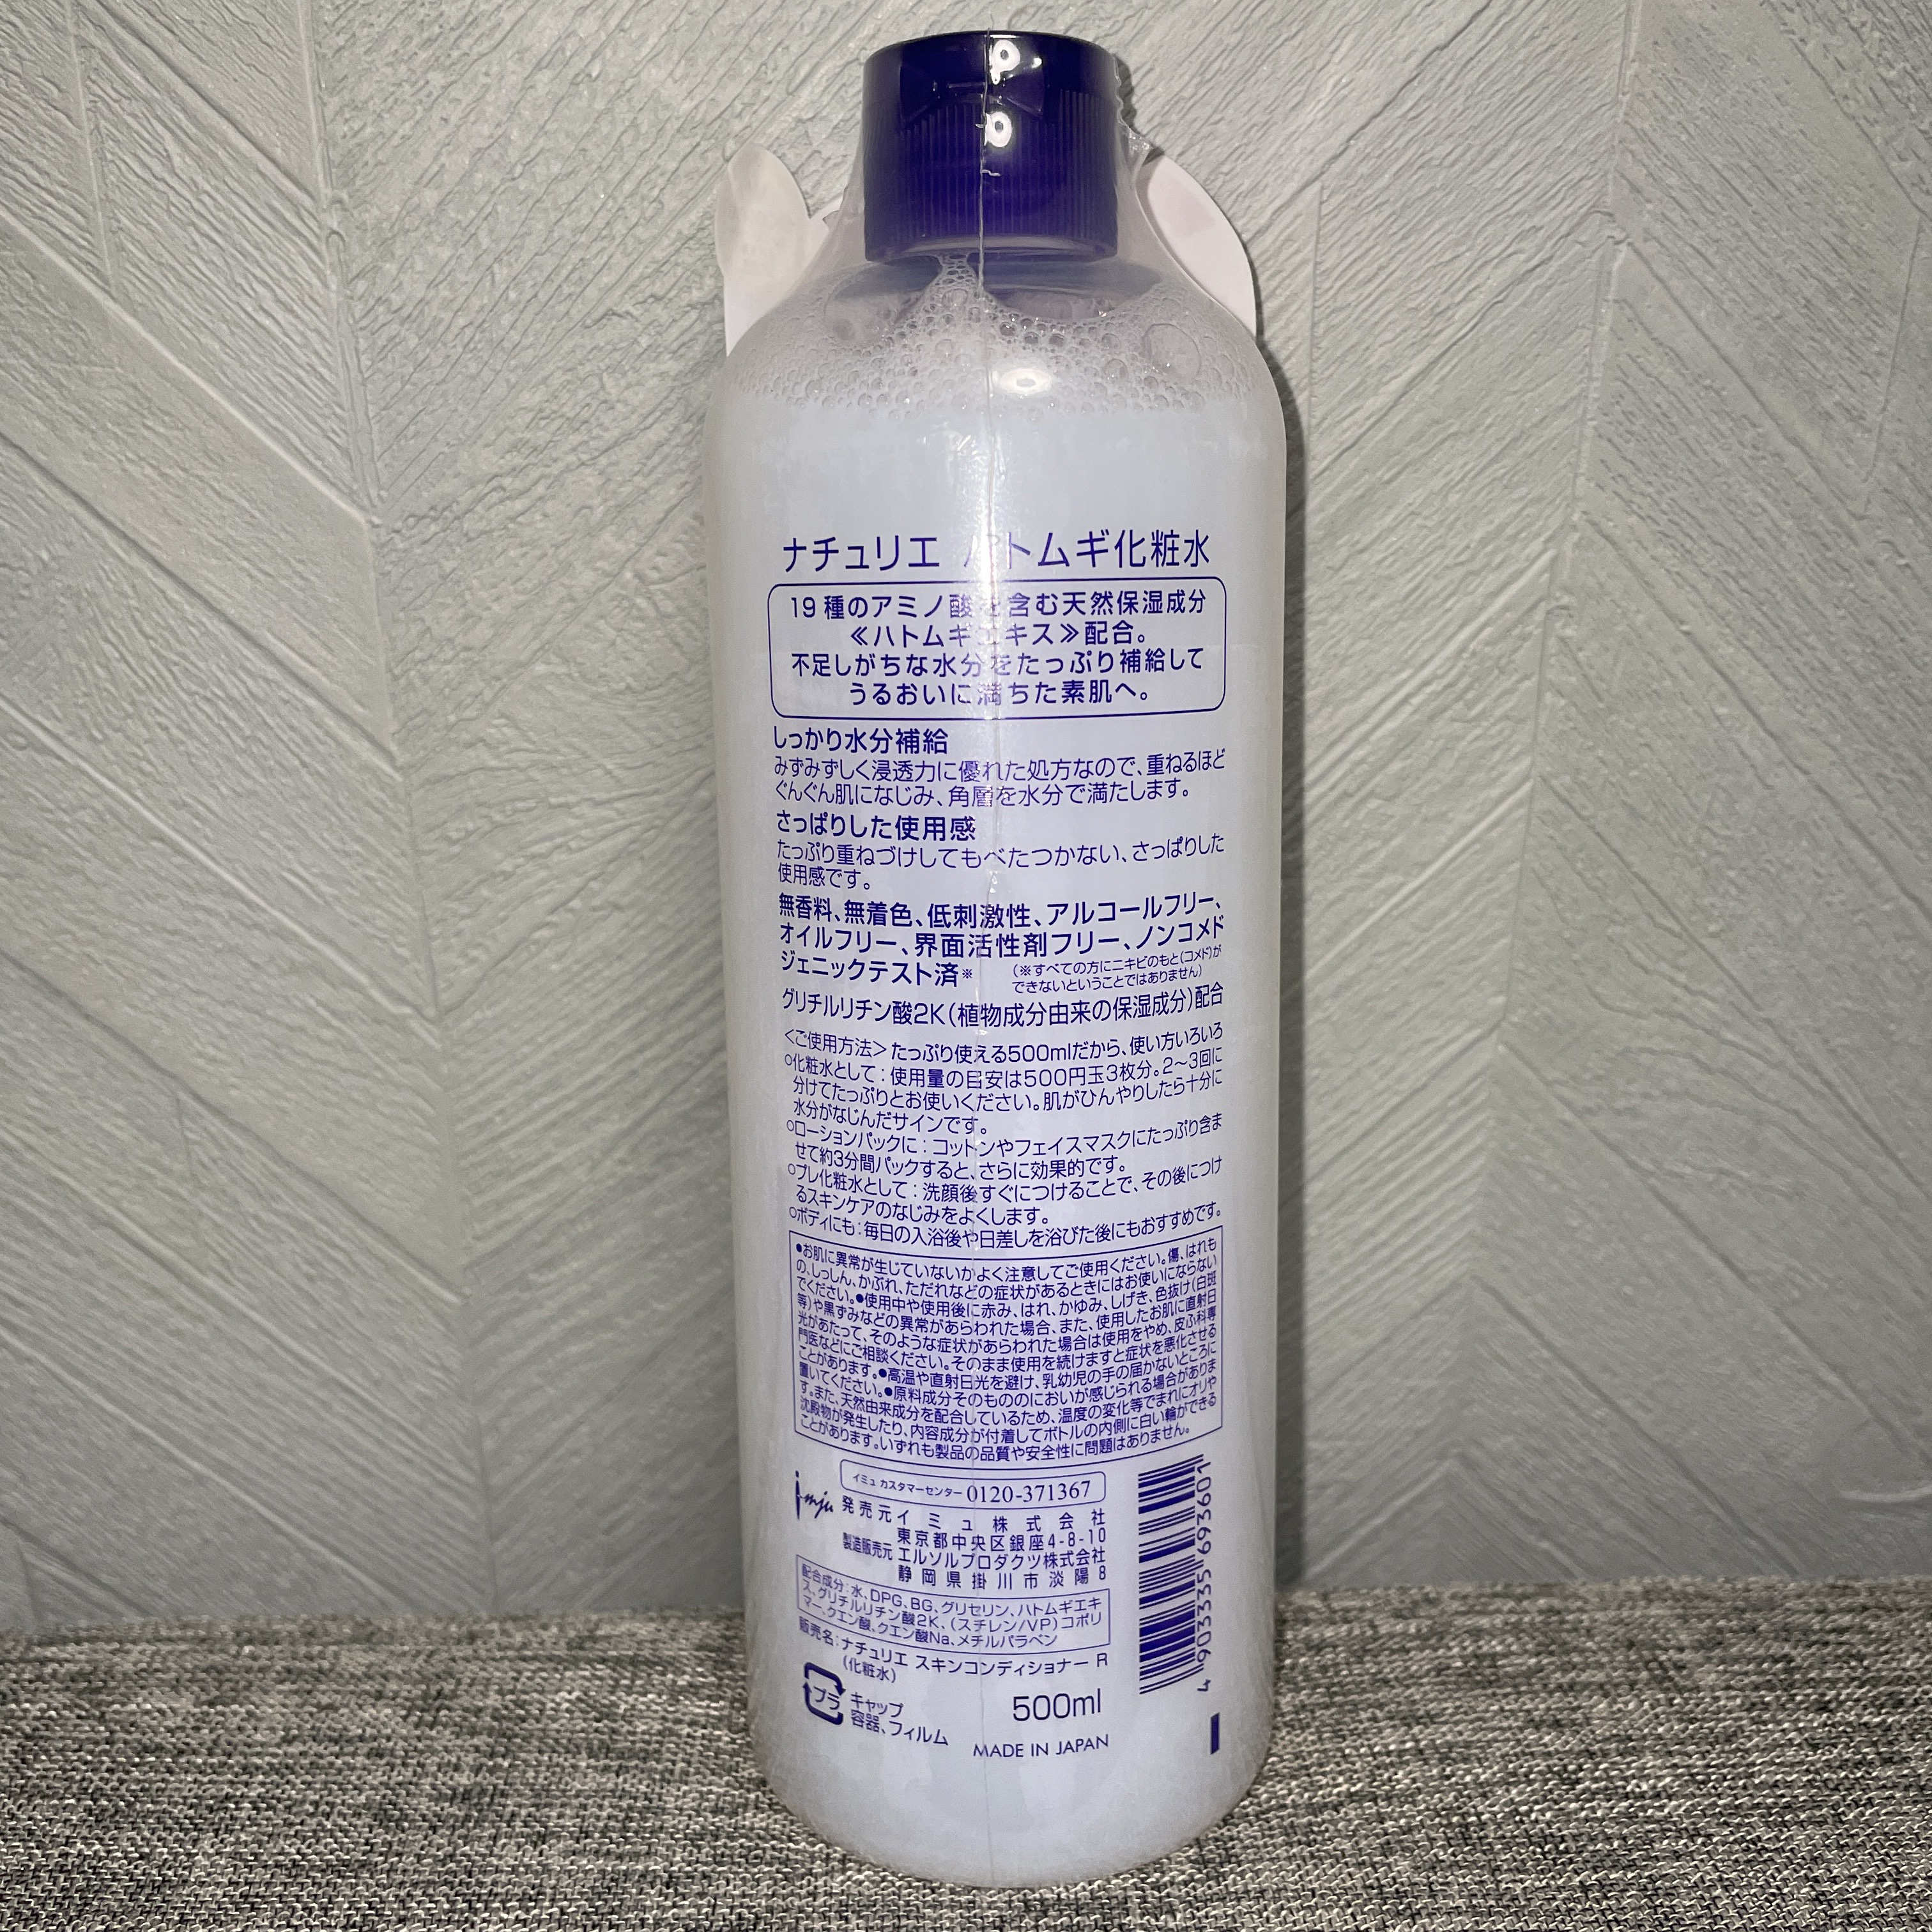 ナチュリエ ハトムギ化粧水
19種のアミノ酸を含む天然保湿成分
≪ハトムギエキス≫配合。
不足しがちな水分をたっぷり補給して
うるおいに満ちた素肌へ。
しっかり水分補給
みずみずしく浸透力に優れた処方なので、重ねるほど
ぐんぐん肌になじみ、角層を水分で満たします。
さっぱりした使用感
たっぷり重ねづけしてもべたつかない、さっぱりした
使用感です。
無香料、無着色、低刺激性、アルコールフリー、
オイルフリー、界面活性剤フリー、ノンコメド
ジェニックテスト済※
(※すべての方にニキビのもと(コメド)が
できないということではありません)
グリチルリチン酸2K(植物成分由来の保湿成分)配合
<ご使用方法>たっぷり使える500mlだから、使い方いろいろ
○化粧水として:使用量の目安は500円玉3枚分。2〜3回に
分けてたっぷりとお使いください。肌がひんやりしたら十分に
水分がなじんだサインです。
○ローションパックに:コットンやフェイスマスクにたっぷり含ま
せて約3分間パックすると、さらに効果的です。
○プレ化粧水として:洗顔後すぐにつけることで、その後につけ
るスキンケアのなじみをよくします。
○ボディにも:毎日の入浴後や日差しを浴びた後にもおすすめです。
●お肌に異常が生じていないかよく注意してご使用ください。傷、はれも
の、しっしん、かぶれ、ただれなどの症状があるときにはお使いにならない
でください。●使用中や使用後に赤み、はれ、かゆみ、しげき、色抜け(白斑
等)や黒ずみなどの異常があらわれた場合、また、使用したお肌に直射日
光があたって、そのような症状があらわれた場合は使用をやめ、皮ふ科専
門医などにご相談ください。そのまま使用を続けますと症状を悪化させる
ことがあります。●高温や直射日光を避け、乳幼児の手の届かないところに
置いてください。●原料成分そのもののにおいが感じられる場合がありま
す。また、天然由来成分を配合しているため、温度の変化等でまれにオリや
沈殿物が発生したり、内容成分が付着してボトルの内側に白い輪ができる
ことがあります。いずれも製品の品質や安全性に問題はありません。
イミュ カスタマーセンター 0120-371367
imju 発売元 イミュ株式会社
東京都中央区銀座4-8-10
製造販売元 エルソルプロダクツ株式会社
静岡県掛川市淡陽8
配合成分:水、DPG、BG、グリセリン、ハトムギエキ
ス、グリチルリチン酸2K、(スチレン/VP)コポリ
マー、クエン酸、クエン酸Na、メチルパラベン
販売名:ナチュリエ スキンコンディショナー R
(化粧水)
プラ キャップ
容器、フィルム
500ml
MADE IN JAPAN
4 903335 693601